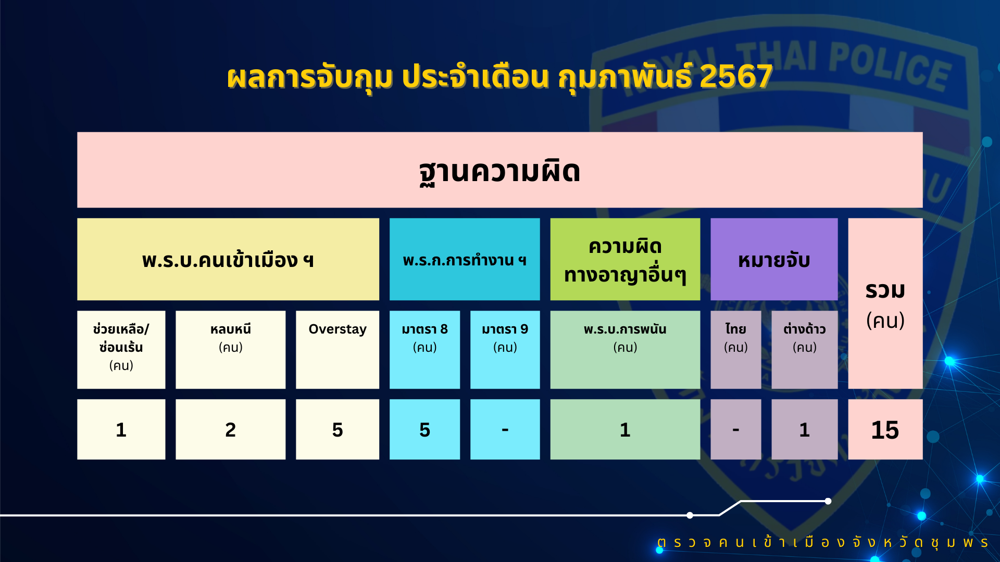 ROYAL THAI POLICE
ผลการจับกุม ประจำเดือน กุมภาพันธ์ 2567
ฐานความผิด
พ.ร.บ.คนเข้าเมือง ฯ
พ.ร.ก.การทำงาน ฯ
ความผิด
ทางอาญาอื่นๆ
หมายจับ
รวม
(คน)
ช่วยเหลือ/
ซ่อนเร้น
(คน)
หลบหนี
(คน)
Overstay
มาตรา 8
(คน)
มาตรา 9
(คน)
พ.ร.บ.การพนัน
(คน)
ไทย
(คน)
ต่างด้าว
(คน)
1
2
5
5
-
1
-
1
15
ตรวจคนเข้าเมืองจังหวัดชุมพร